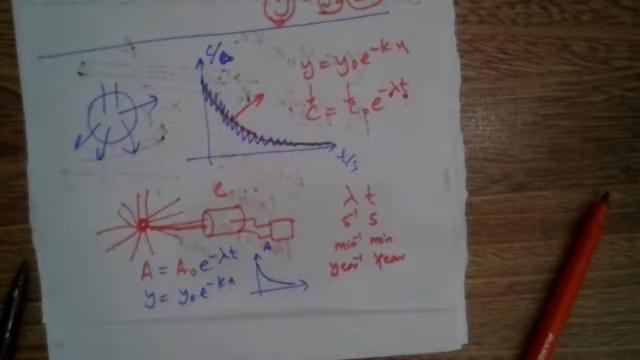 y = y₀e⁻ᵏˣ
C = C₀e^-λt
t/s
C
λ t
s⁻¹ s
min⁻¹ min
year⁻¹ year
A = A₀e^-λt
y = y₀e⁻ᵏˣ
A